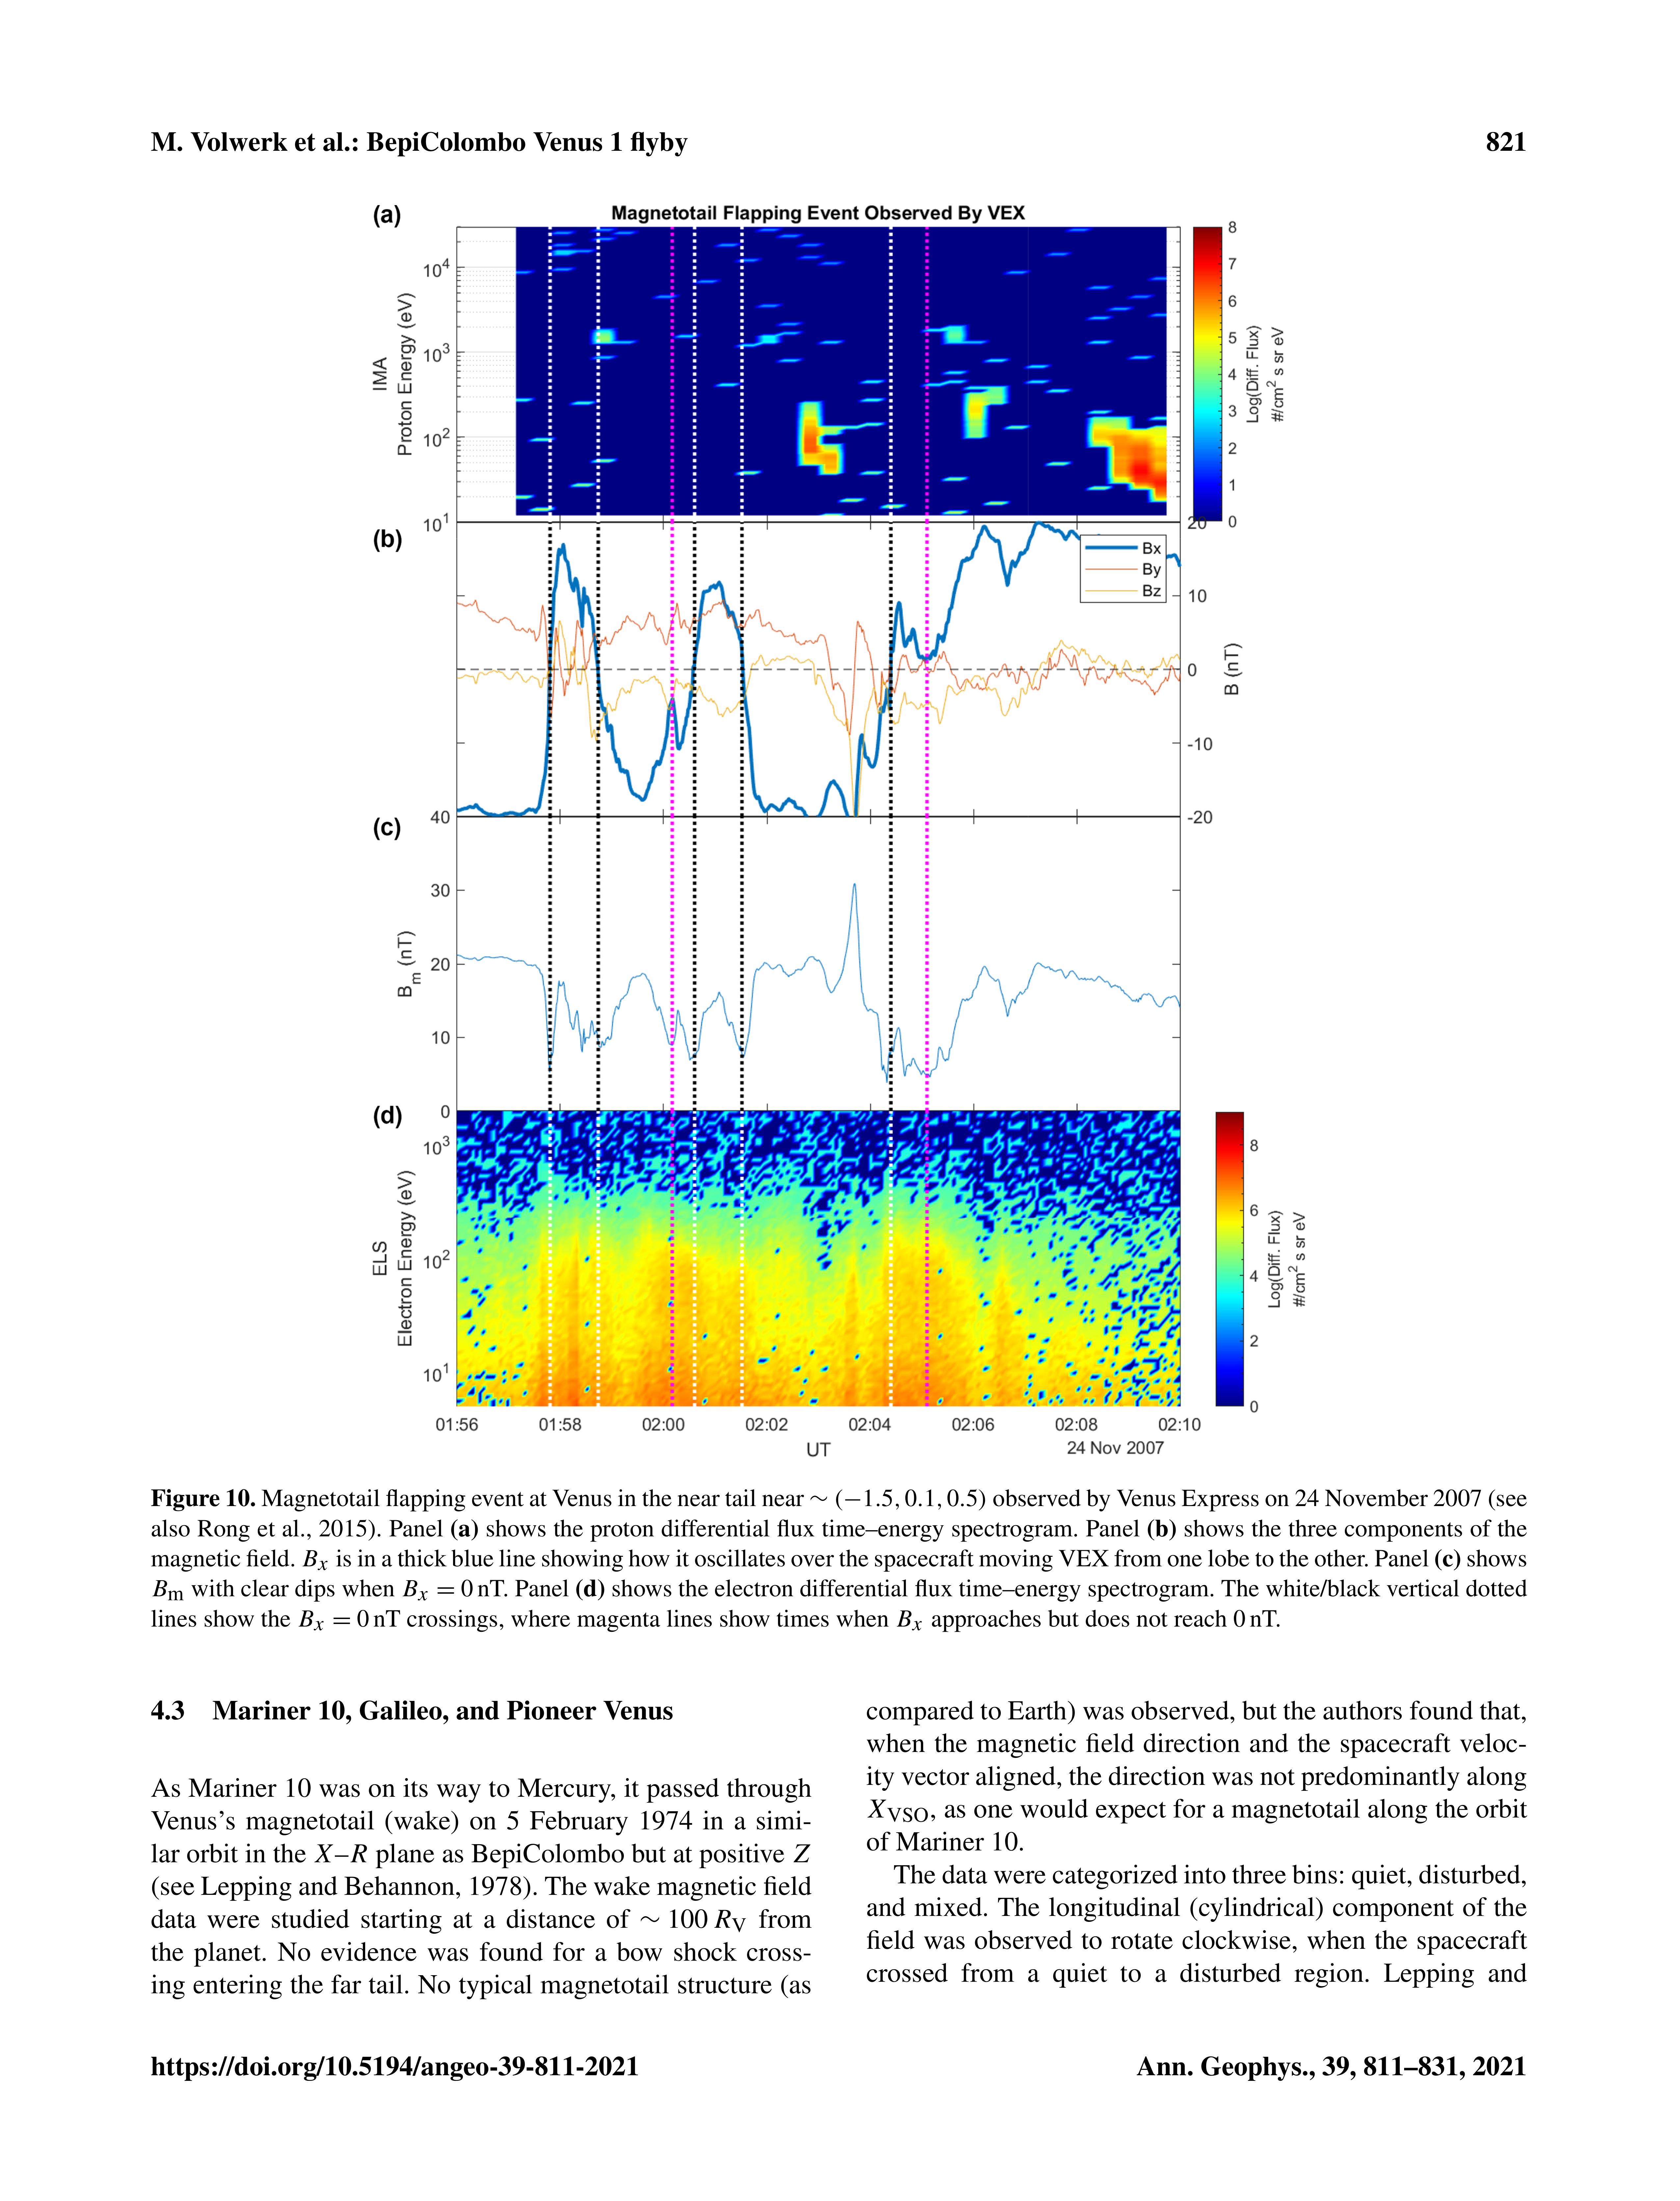 M. Volwerk et al.: BepiColombo Venus 1 flyby 821
(a)
Magnetotail Flapping Event Observed By VEX
IMA
Proton Energy (eV)
10^4
10^3
10^2
10^1
8
7
6
5
4
3
2
1
0
Log(Diff. Flux)
#/cm^2 s sr eV
(b)
Bx
By
Bz
20
10
0
-10
-20
B (nT)
(c)
40
30
20
10
0
B_m (nT)
(d)
ELS
Electron Energy (eV)
10^3
10^2
10^1
8
6
4
2
0
Log(Diff. Flux)
#/cm^2 s sr eV
01:56 01:58 02:00 02:02 02:04 02:06 02:08 02:10
UT
24 Nov 2007
Figure 10. Magnetotail flapping event at Venus in the near tail near ∼ (−1.5, 0.1, 0.5) observed by Venus Express on 24 November 2007 (see
also Rong et al., 2015). Panel (a) shows the proton differential flux time–energy spectrogram. Panel (b) shows the three components of the
magnetic field. B_x is in a thick blue line showing how it oscillates over the spacecraft moving VEX from one lobe to the other. Panel (c) shows
B_m with clear dips when B_x = 0 nT. Panel (d) shows the electron differential flux time–energy spectrogram. The white/black vertical dotted
lines show the B_x = 0 nT crossings, where magenta lines show times when B_x approaches but does not reach 0 nT.
4.3 Mariner 10, Galileo, and Pioneer Venus
As Mariner 10 was on its way to Mercury, it passed through
Venus's magnetotail (wake) on 5 February 1974 in a simi-
lar orbit in the X–R plane as BepiColombo but at positive Z
(see Lepping and Behannon, 1978). The wake magnetic field
data were studied starting at a distance of ∼ 100 R_V from
the planet. No evidence was found for a bow shock cross-
ing entering the far tail. No typical magnetotail structure (as
compared to Earth) was observed, but the authors found that,
when the magnetic field direction and the spacecraft veloc-
ity vector aligned, the direction was not predominantly along
X_VSO, as one would expect for a magnetotail along the orbit
of Mariner 10.
The data were categorized into three bins: quiet, disturbed,
and mixed. The longitudinal (cylindrical) component of the
field was observed to rotate clockwise, when the spacecraft
crossed from a quiet to a disturbed region. Lepping and
https://doi.org/10.5194/angeo-39-811-2021
Ann. Geophys., 39, 811–831, 2021